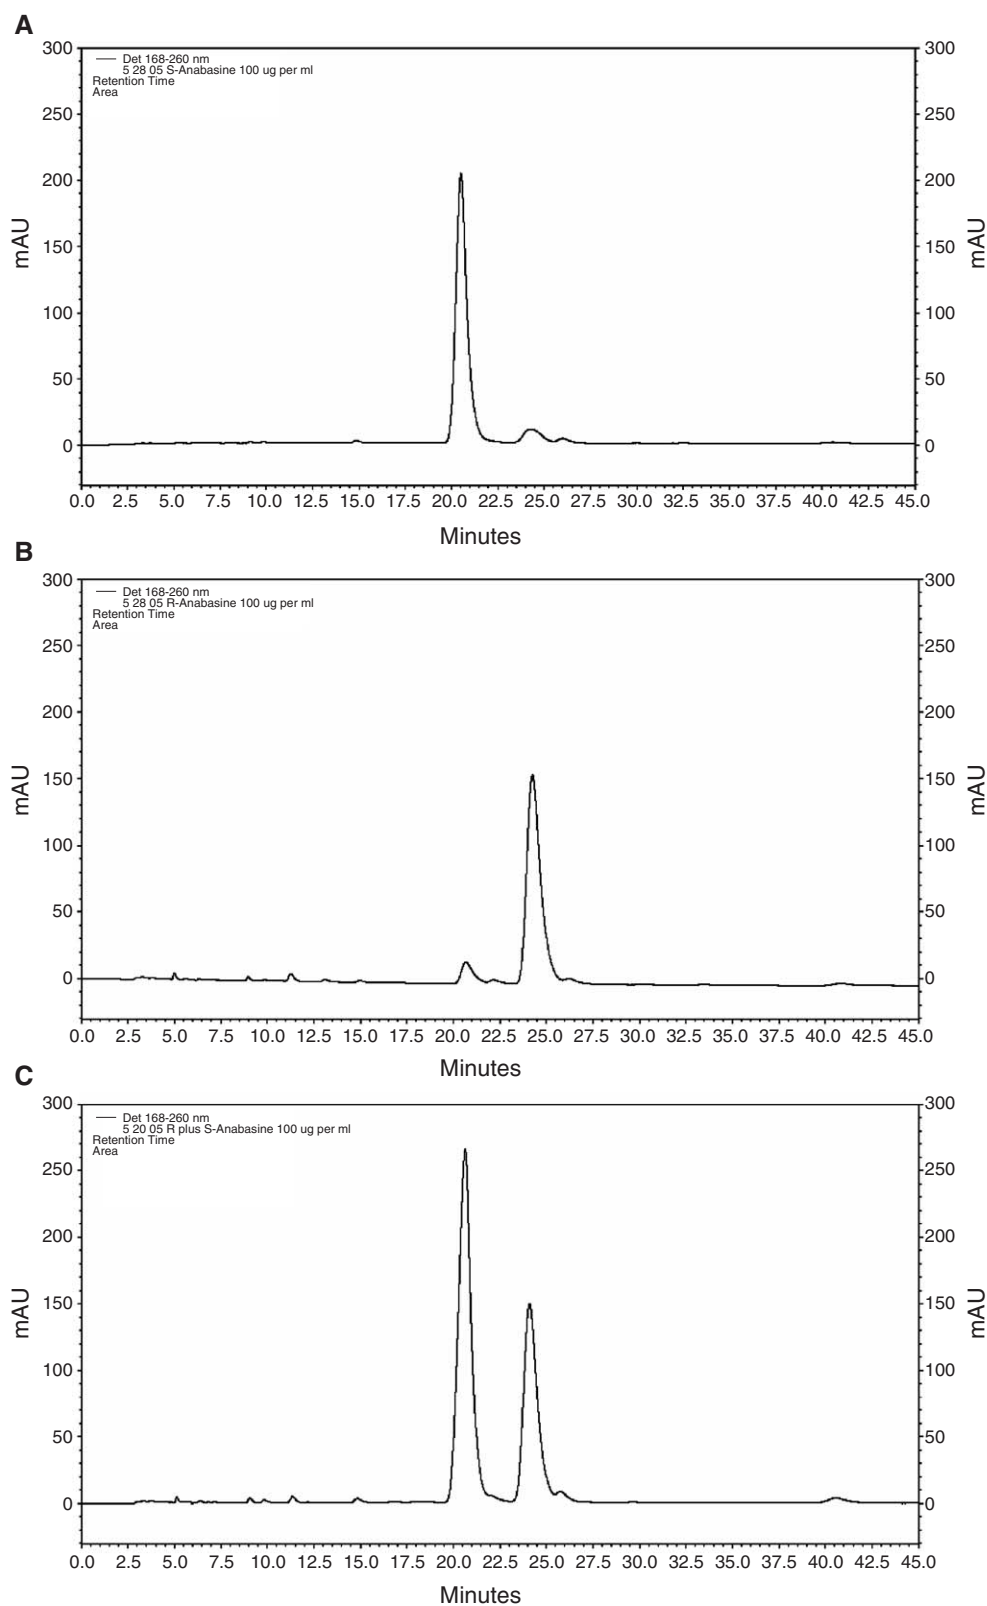 A
Det 168-260 nm
5 28 05 S-Anabasine 100 ug per ml
Retention Time
Area
300 300
250 250
200 200
150 150
100 100
50 50
0 0
mAU mAU
0.0 2.5 5.0 7.5 10.0 12.5 15.0 17.5 20.0 22.5 25.0 27.5 30.0 32.5 35.0 37.5 40.0 42.5 45.0
Minutes
B
Det 168-260 nm
5 28 05 R-Anabasine 100 ug per ml
Retention Time
Area
300 300
250 250
200 200
150 150
100 100
50 50
0 0
mAU mAU
0.0 2.5 5.0 7.5 10.0 12.5 15.0 17.5 20.0 22.5 25.0 27.5 30.0 32.5 35.0 37.5 40.0 42.5 45.0
Minutes
C
Det 168-260 nm
5 20 05 R plus S-Anabasine 100 ug per ml
Retention Time
Area
300 300
250 250
200 200
150 150
100 100
50 50
0 0
mAU mAU
0.0 2.5 5.0 7.5 10.0 12.5 15.0 17.5 20.0 22.5 25.0 27.5 30.0 32.5 35.0 37.5 40.0 42.5 45.0
Minutes